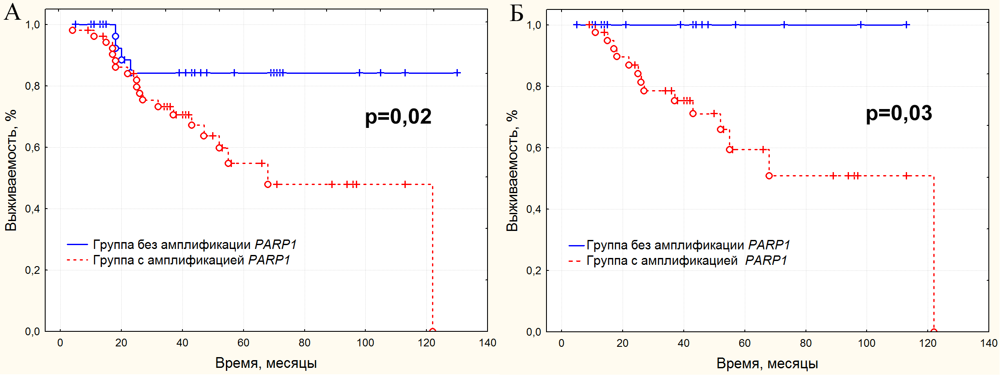 А
1,0
0,8
0,6
0,4
0,2
0,0
Выживаемость, %
p=0,02
Группа без амплификации PARP1
Группа с амплификацией PARP1
0 20 40 60 80 100 120 140
Время, месяцы
Б
1,0
0,8
0,6
0,4
0,2
0,0
Выживаемость, %
p=0,03
Группа без амплификации PARP1
Группа с амплификацией PARP1
0 20 40 60 80 100 120 140
Время, месяцы